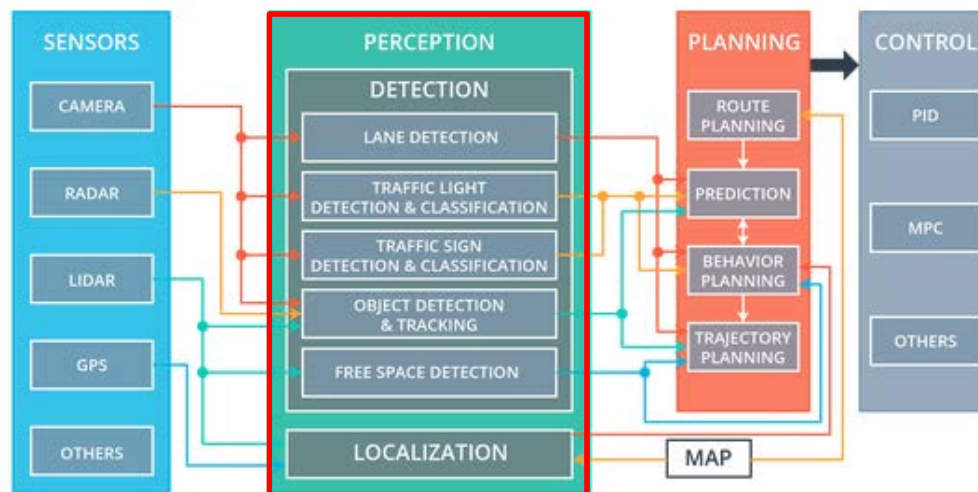 SENSORS
CAMERA
RADAR
LIDAR
GPS
OTHERS
PERCEPTION
DETECTION
LANE DETECTION
TRAFFIC LIGHT
DETECTION & CLASSIFICATION
TRAFFIC SIGN
DETECTION & CLASSIFICATION
OBJECT DETECTION
& TRACKING
FREE SPACE DETECTION
LOCALIZATION
PLANNING
ROUTE
PLANNING
PREDICTION
BEHAVIOR
PLANNING
TRAJECTORY
PLANNING
MAP
CONTROL
PID
MPC
OTHERS